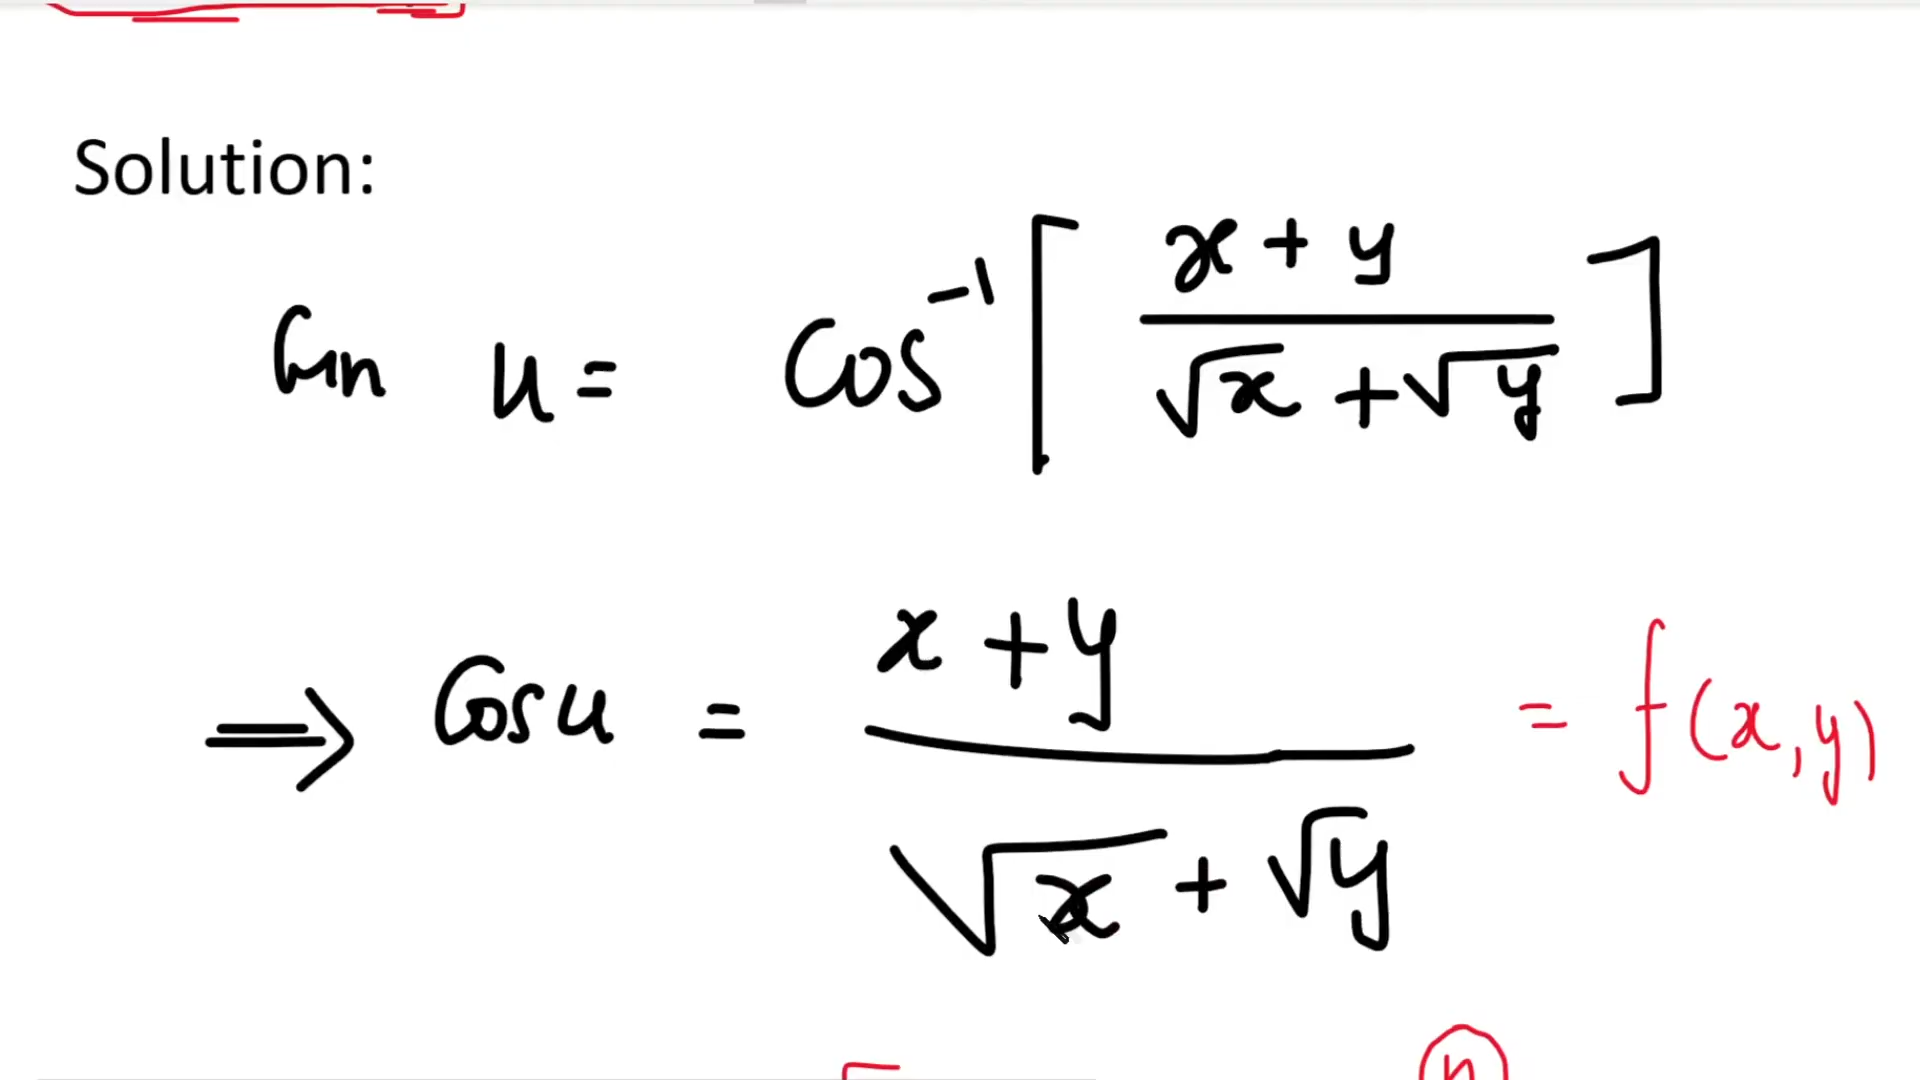 Solution:
Gn u = Cos⁻¹ [ x + y / √x + √y ]
⇒ Cos u = x + y / √x + √y = f(x, y)
n